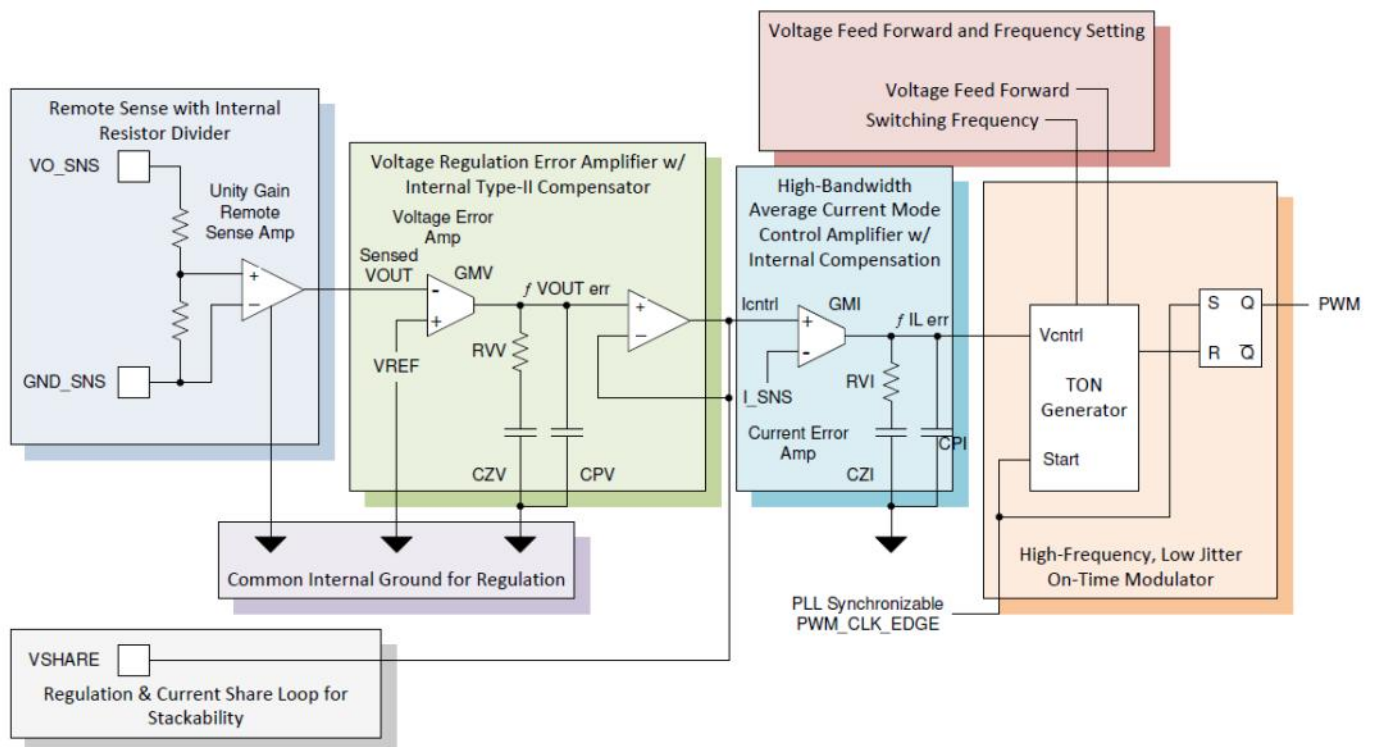 Voltage Feed Forward and Frequency Setting
Voltage Feed Forward
Switching Frequency
Remote Sense with Internal
Resistor Divider
VO_SNS
Unity Gain
Remote
Sense Amp
+
−
GND_SNS
Voltage Regulation Error Amplifier w/
Internal Type-II Compensator
Voltage Error
Amp
Sensed
VOUT
GMV
-
+
VREF
ƒ VOUT err
RVV
CZV
CPV
+
−
High-Bandwidth
Average Current Mode
Control Amplifier w/
Internal Compensation
Icntrl
GMI
+
-
I_SNS
ƒ IL err
RVI
Current Error
Amp
CPI
CZI
Vcntrl
TON
Generator
Start
S Q
R Q
PWM
High-Frequency, Low Jitter
On-Time Modulator
Common Internal Ground for Regulation
PLL Synchronizable
PWM_CLK_EDGE
VSHARE
Regulation & Current Share Loop for
Stackability